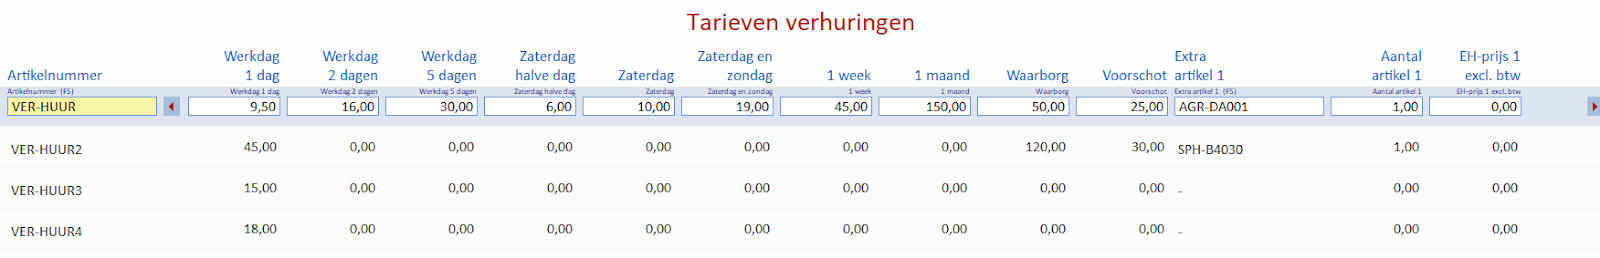 Tarieven verhuringen
Werkdag Werkdag Werkdag Zaterdag Zaterdag en Extra Aantal EH-prijs 1
Artikelnummer 1 dag 2 dagen 5 dagen halve dag Zaterdag zondag 1 week 1 maand Waarborg Voorschot artikel 1 artikel 1 excl. btw
Artikelnummer (F5) Werkdag 1 dag Werkdag 2 dagen Werkdag 5 dagen Zaterdag halve dag Zaterdag Zaterdag en zondag 1 week 1 maand Waarborg Voorschot Extra artikel 1 (F5) Aantal artikel 1 EH-prijs 1 excl. btw
VER-HUUR 9,50 16,00 30,00 6,00 10,00 19,00 45,00 150,00 50,00 25,00 AGR-DA001 1,00 0,00
VER-HUUR2 45,00 0,00 0,00 0,00 0,00 0,00 0,00 0,00 120,00 30,00 SPH-B4030 1,00 0,00
VER-HUUR3 15,00 0,00 0,00 0,00 0,00 0,00 0,00 0,00 0,00 0,00 - 0,00 0,00
VER-HUUR4 18,00 0,00 0,00 0,00 0,00 0,00 0,00 0,00 0,00 0,00 - 0,00 0,00